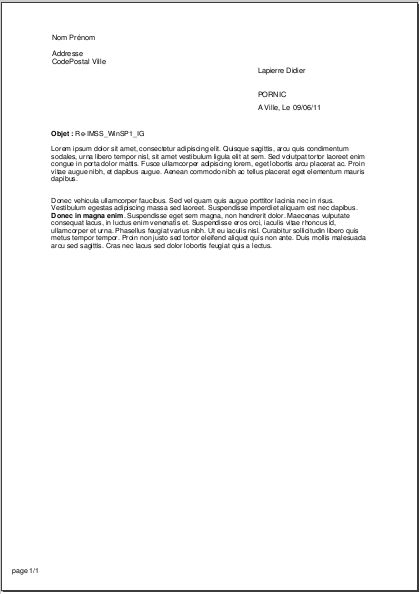 Nom Prénom
Addresse
CodePostal Ville
Lapierre Didier
PORNIC
A Ville, Le 09/06/11
Objet : Re-IMSS_WinSP1_IG
Lorem ipsum dolor sit amet, consectetur adipiscing elit. Quisque sagittis, arcu quis condimentum
sodales, urna libero tempor nisl, sit amet vestibulum ligula elit at sem. Sed volutpat tortor laoreet enim
congue in porta dolor mattis. Fusce ullamcorper adipiscing lorem, eget lobortis arcu placerat ac. Proin
vitae augue nibh, et dapibus augue. Aenean commodo nibh ac tellus placerat eget elementum mauris
dapibus.
Donec vehicula ullamcorper faucibus. Sed vel quam quis augue porttitor lacinia nec in risus.
Vestibulum egestas adipiscing massa sed laoreet. Suspendisse imperdiet aliquam est nec dapibus.
Donec in magna enim. Suspendisse eget sem magna, non hendrerit dolor. Maecenas vulputate
consequat lacus, in luctus enim venenatis et. Suspendisse eros orci, iaculis vitae rhoncus id,
ullamcorper et urna. Phasellus feugiat varius nibh. Ut eu iaculis nisl. Curabitur sollicitudin libero quis
metus tempor tempor. Proin non justo sed tortor eleifend aliquet quis non ante. Duis mollis malesuada
arcu sed sagittis. Cras nec lacus sed dolor lobortis feugiat quis a lectus.
page 1/1